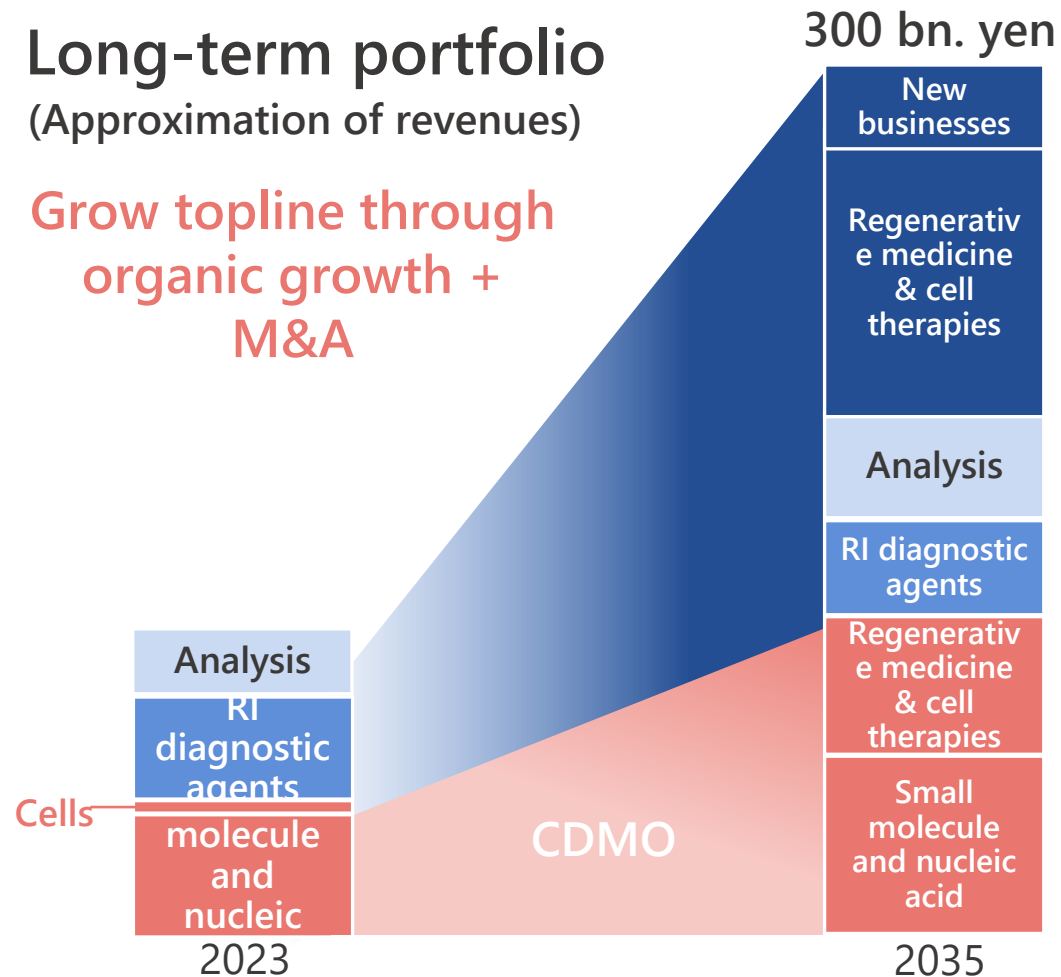 Long-term portfolio
(Approximation of revenues)
Grow topline through
organic growth +
M&A
300 bn. yen
New
businesses
Regenerativ
e medicine
& cell
therapies
Analysis
RI diagnostic
agents
Regenerativ
e medicine
& cell
therapies
Small
molecule
and nucleic
acid
2035
Analysis
RI
diagnostic
agents
Cells
molecule
and
nucleic
2023
CDMO